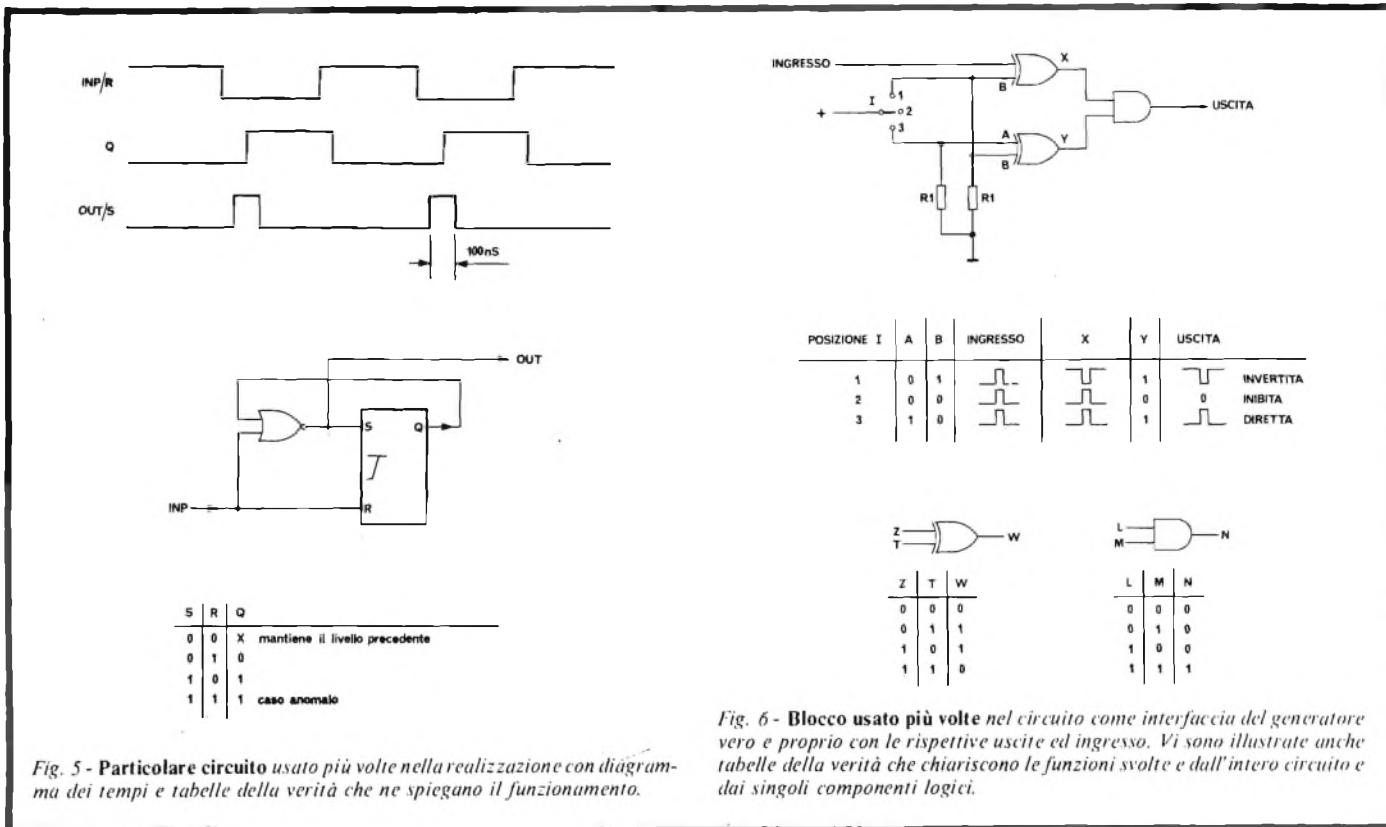 INP/R
Q
OUT/S
100nS
OUT
S Q
INP
R
S R Q
0 0 X mantiene il livello precedente
0 1 0
1 0 1
1 1 1 caso anomalo
Fig. 5 - Particolare circuito usato più volte nella realizzazione con diagram-
ma dei tempi e tabelle della verità che ne spiegano il funzionamento.
INGRESSO
X
B
1
I
+
2
USCITA
3
A
Y
B
R1 R1
POSIZIONE I A B INGRESSO X Y USCITA
1 0 1 1 INVERTITA
2 0 0 0 0 INIBITA
3 1 0 1 DIRETTA
Z
T
W
L
M
N
Z T W
0 0 0
0 1 1
1 0 1
1 1 0
L M N
0 0 0
0 1 0
1 0 0
1 1 1
Fig. 6 - Blocco usato più volte nel circuito come interfaccia del generatore
vero e proprio con le rispettive uscite ed ingresso. Vi sono illustrate anche
tabelle della verità che chiariscono le funzioni svolte e dall'intero circuito e
dai singoli componenti logici.